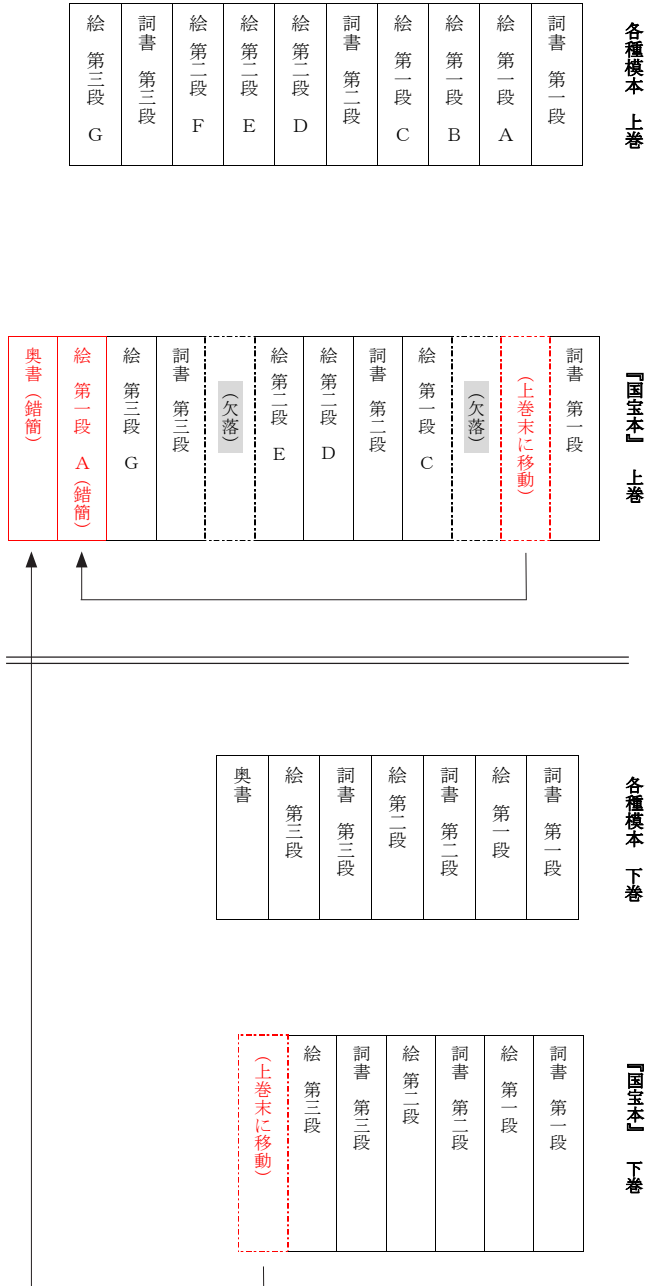 各種模本　上巻
詞書　第一段
絵　第一段　A
絵　第一段　B
絵　第一段　C
詞書　第二段
絵　第二段　D
絵　第二段　E
絵　第二段　F
詞書　第三段
絵　第三段　G
『国宝本』　上巻
詞書　第一段
（上巻末に移動）
（欠落）
絵　第一段　C
詞書　第二段
絵　第二段　D
絵　第二段　E
（欠落）
詞書　第三段
絵　第三段　G
絵　第一段　A（錯簡）
奥書（錯簡）
各種模本　下巻
詞書　第一段
絵　第一段
詞書　第二段
絵　第二段
詞書　第三段
絵　第三段
奥書
『国宝本』　下巻
詞書　第一段
絵　第一段
詞書　第二段
絵　第二段
詞書　第三段
絵　第三段
（上巻末に移動）